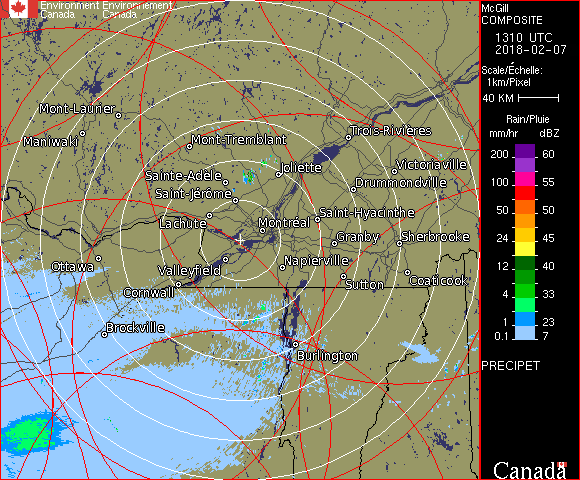 Environment Environnement
Canada Canada
McGill
COMPOSITE
1310 UTC
2018-02-07
Scale/Échelle:
1km/Pixel
40 KM
Rain/Pluie
mm/hr dBZ
200 60
100 55
50 50
24 45
12 40
4 33
1 23
0.1 7
PRECIPET
Canada
Mont-Laurier
Maniwaki
Mont-Tremblant
Trois-Rivières
Joliette
Victoriaville
Sainte-Adèle
Drummondville
Saint-Jérôme
Saint-Hyacinthe
Lachute
Montréal
Granby
Sherbrooke
Ottawa
Valleyfield
Napierville
Cornwall
Sutton
Coaticook
Brockville
Burlington